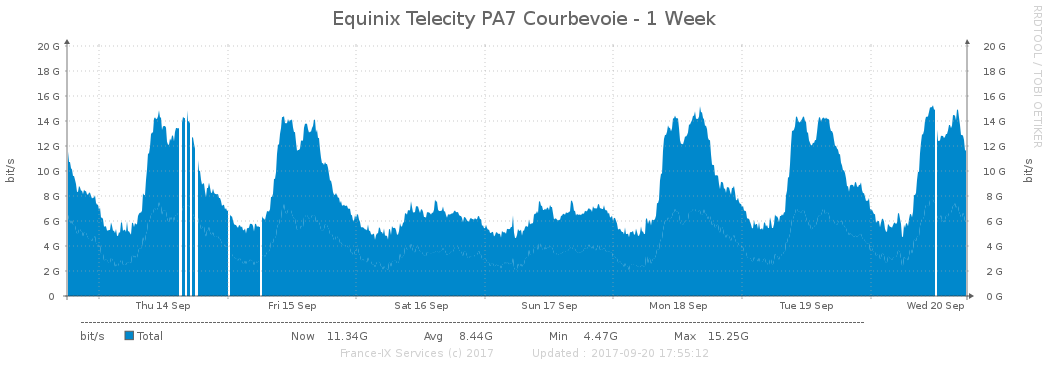 Equinix Telecity PA7 Courbevoie - 1 Week
RRDTOOL / TOBI OETIKER
bit/s
20 G 20 G
18 G 18 G
16 G 16 G
14 G 14 G
12 G 12 G
10 G 10 G
8 G 8 G
6 G 6 G
4 G 4 G
2 G 2 G
0 0 G
bit/s
Thu 14 Sep Fri 15 Sep Sat 16 Sep Sun 17 Sep Mon 18 Sep Tue 19 Sep Wed 20 Sep
bit/s Total Now 11.34G Avg 8.44G Min 4.47G Max 15.25G
France-IX Services (c) 2017 Updated : 2017-09-20 17:55:12